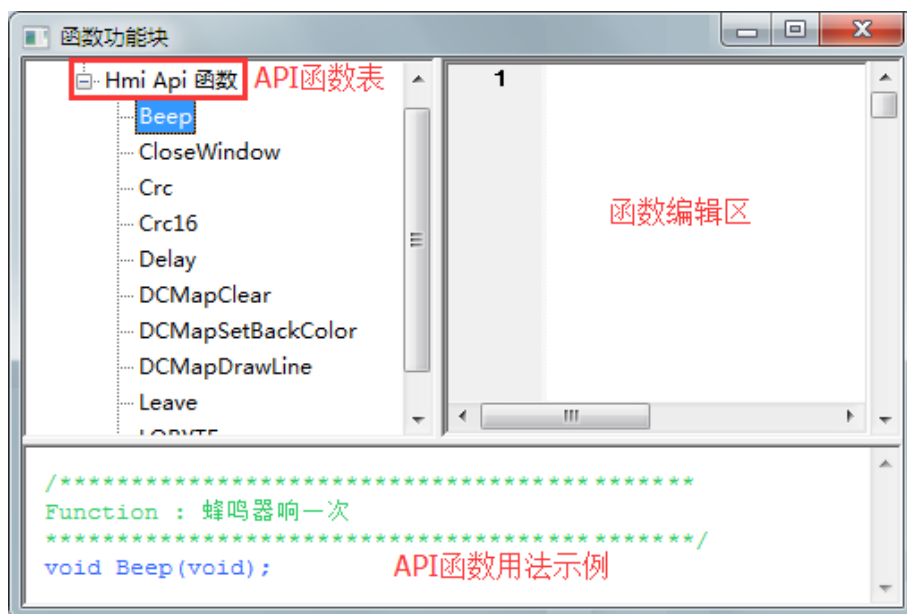 函数功能块
Hmi Api 函数 API函数表
Beep
CloseWindow
Crc
Crc16
Delay
DCMapClear
DCMapSetBackColor
DCMapDrawLine
Leave
1
函数编辑区
/********************************************
Function : 蜂鸣器响一次
********************************************/
void Beep(void);
API函数用法示例